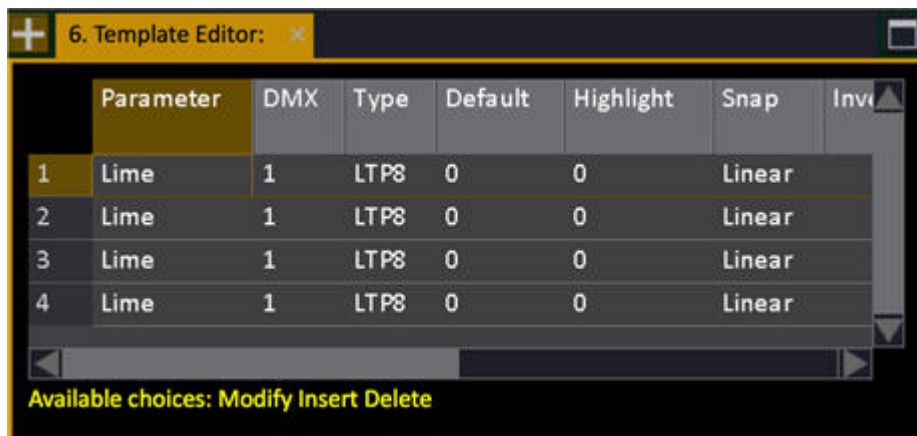 6. Template Editor:
Parameter DMX Type Default Highlight Snap
1 Lime 1 LTP8 0 0 Linear
2 Lime 1 LTP8 0 0 Linear
3 Lime 1 LTP8 0 0 Linear
4 Lime 1 LTP8 0 0 Linear
Available choices: Modify Insert Delete